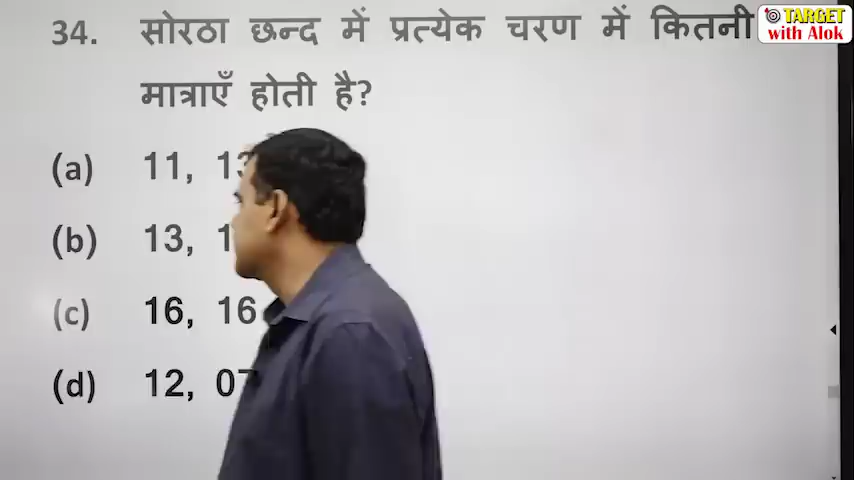 34. सोरठा छन्द में प्रत्येक चरण में कितनी
TARGET
with Alok
मात्राएँ होती है?
(a) 11,
(b) 13,
(c) 16, 16
(d) 12,